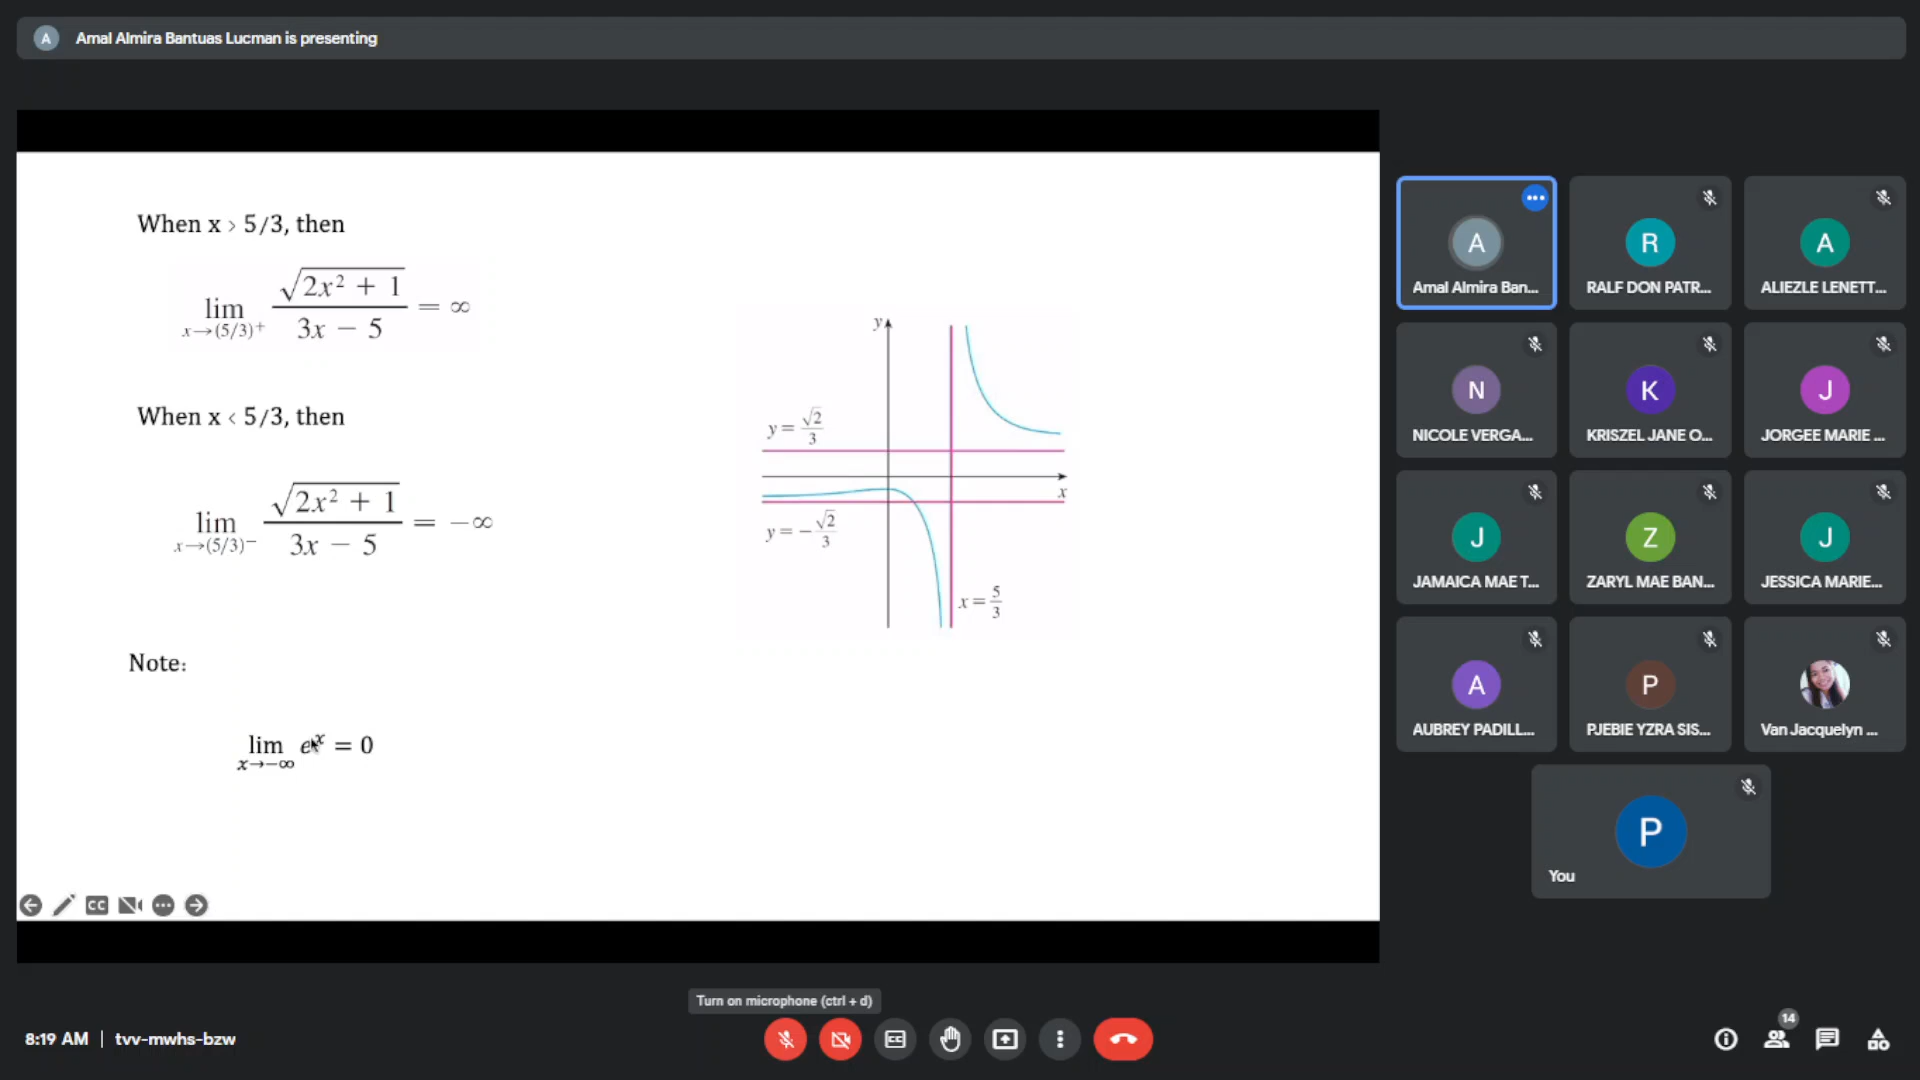 A Amal Almira Bantuas Lucman is presenting
When x > 5/3, then
lim x→(5/3)⁺ √(2x² + 1) / (3x − 5) = ∞
When x < 5/3, then
lim x→(5/3)⁻ √(2x² + 1) / (3x − 5) = −∞
Note:
lim x→−∞ eˣ = 0
y
y = √2/3
x
y = −√2/3
x = 5/3
CC
A
Amal Almira Ban...
R
RALF DON PATR...
A
ALIEZLE LENETT...
N
NICOLE VERGA...
K
KRISZEL JANE O...
J
JORGEE MARIE ...
J
JAMAICA MAE T...
Z
ZARYL MAE BAN...
J
JESSICA MARIE...
A
AUBREY PADILL...
P
PJEBIE YZRA SIS...
Van Jacquelyn ...
P
You
Turn on microphone (ctrl + d)
8:19 AM | tvv-mwhs-bzw
14